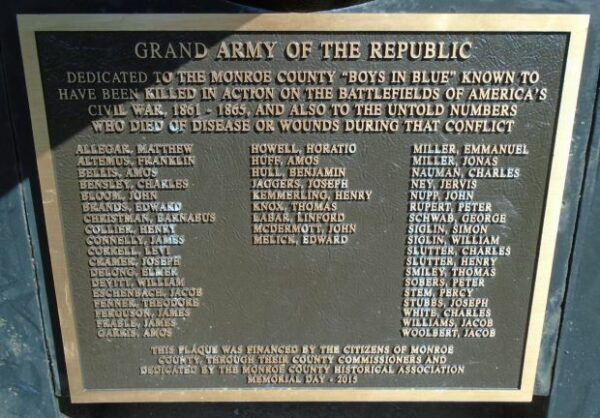 GRAND ARMY OF THE REPUBLIC
DEDICATED TO THE MONROE COUNTY "BOYS IN BLUE" KNOWN TO
HAVE BEEN KILLED IN ACTION ON THE BATTLEFIELDS OF AMERICA'S
CIVIL WAR, 1861 - 1865, AND ALSO TO THE UNTOLD NUMBERS
WHO DIED OF DISEASE OR WOUNDS DURING THAT CONFLICT
ALLEGAR, MATTHEW
ALTEMUS, FRANKLIN
BELLIS, AMOS
BENSLEY, CHARLES
BLOOM, JOHN
BRANDS, EDWARD
CHRISTMAN, BARNABUS
COLLIER, HENRY
CONNELLY, JAMES
CORRELL, LEVI
CRAMER, JOSEPH
DELONG, ELMER
DEVITT, WILLIAM
ESCHENBACH, JACOB
FENNER, THEODORE
FERGUSON, JAMES
FRABLE, JAMES
GARRIS, AMOS
HOWELL, HORATIO
HUFF, AMOS
HULL, BENJAMIN
JAGGERS, JOSEPH
KEMMERLING, HENRY
KNOX, THOMAS
LABAR, LINFORD
MCDERMOTT, JOHN
MELICK, EDWARD
MILLER, EMMANUEL
MILLER, JONAS
NAUMAN, CHARLES
NEY, JERVIS
NUPP, JOHN
RUPERT, PETER
SCHWAB, GEORGE
SIGLIN, SIMON
SIGLIN, WILLIAM
SLUTTER, CHARLES
SLUTTER, HENRY
SMILEY, THOMAS
SOBERS, PETER
STEM, PERCY
STUBBS, JOSEPH
WHITE, CHARLES
WILLIAMS, JACOB
WOOLBERT, JACOB
THIS PLAQUE WAS FINANCED BY THE CITIZENS OF MONROE
COUNTY, THROUGH THEIR COUNTY COMMISSIONERS AND
DEDICATED BY THE MONROE COUNTY HISTORICAL ASSOCIATION
MEMORIAL DAY - 2015